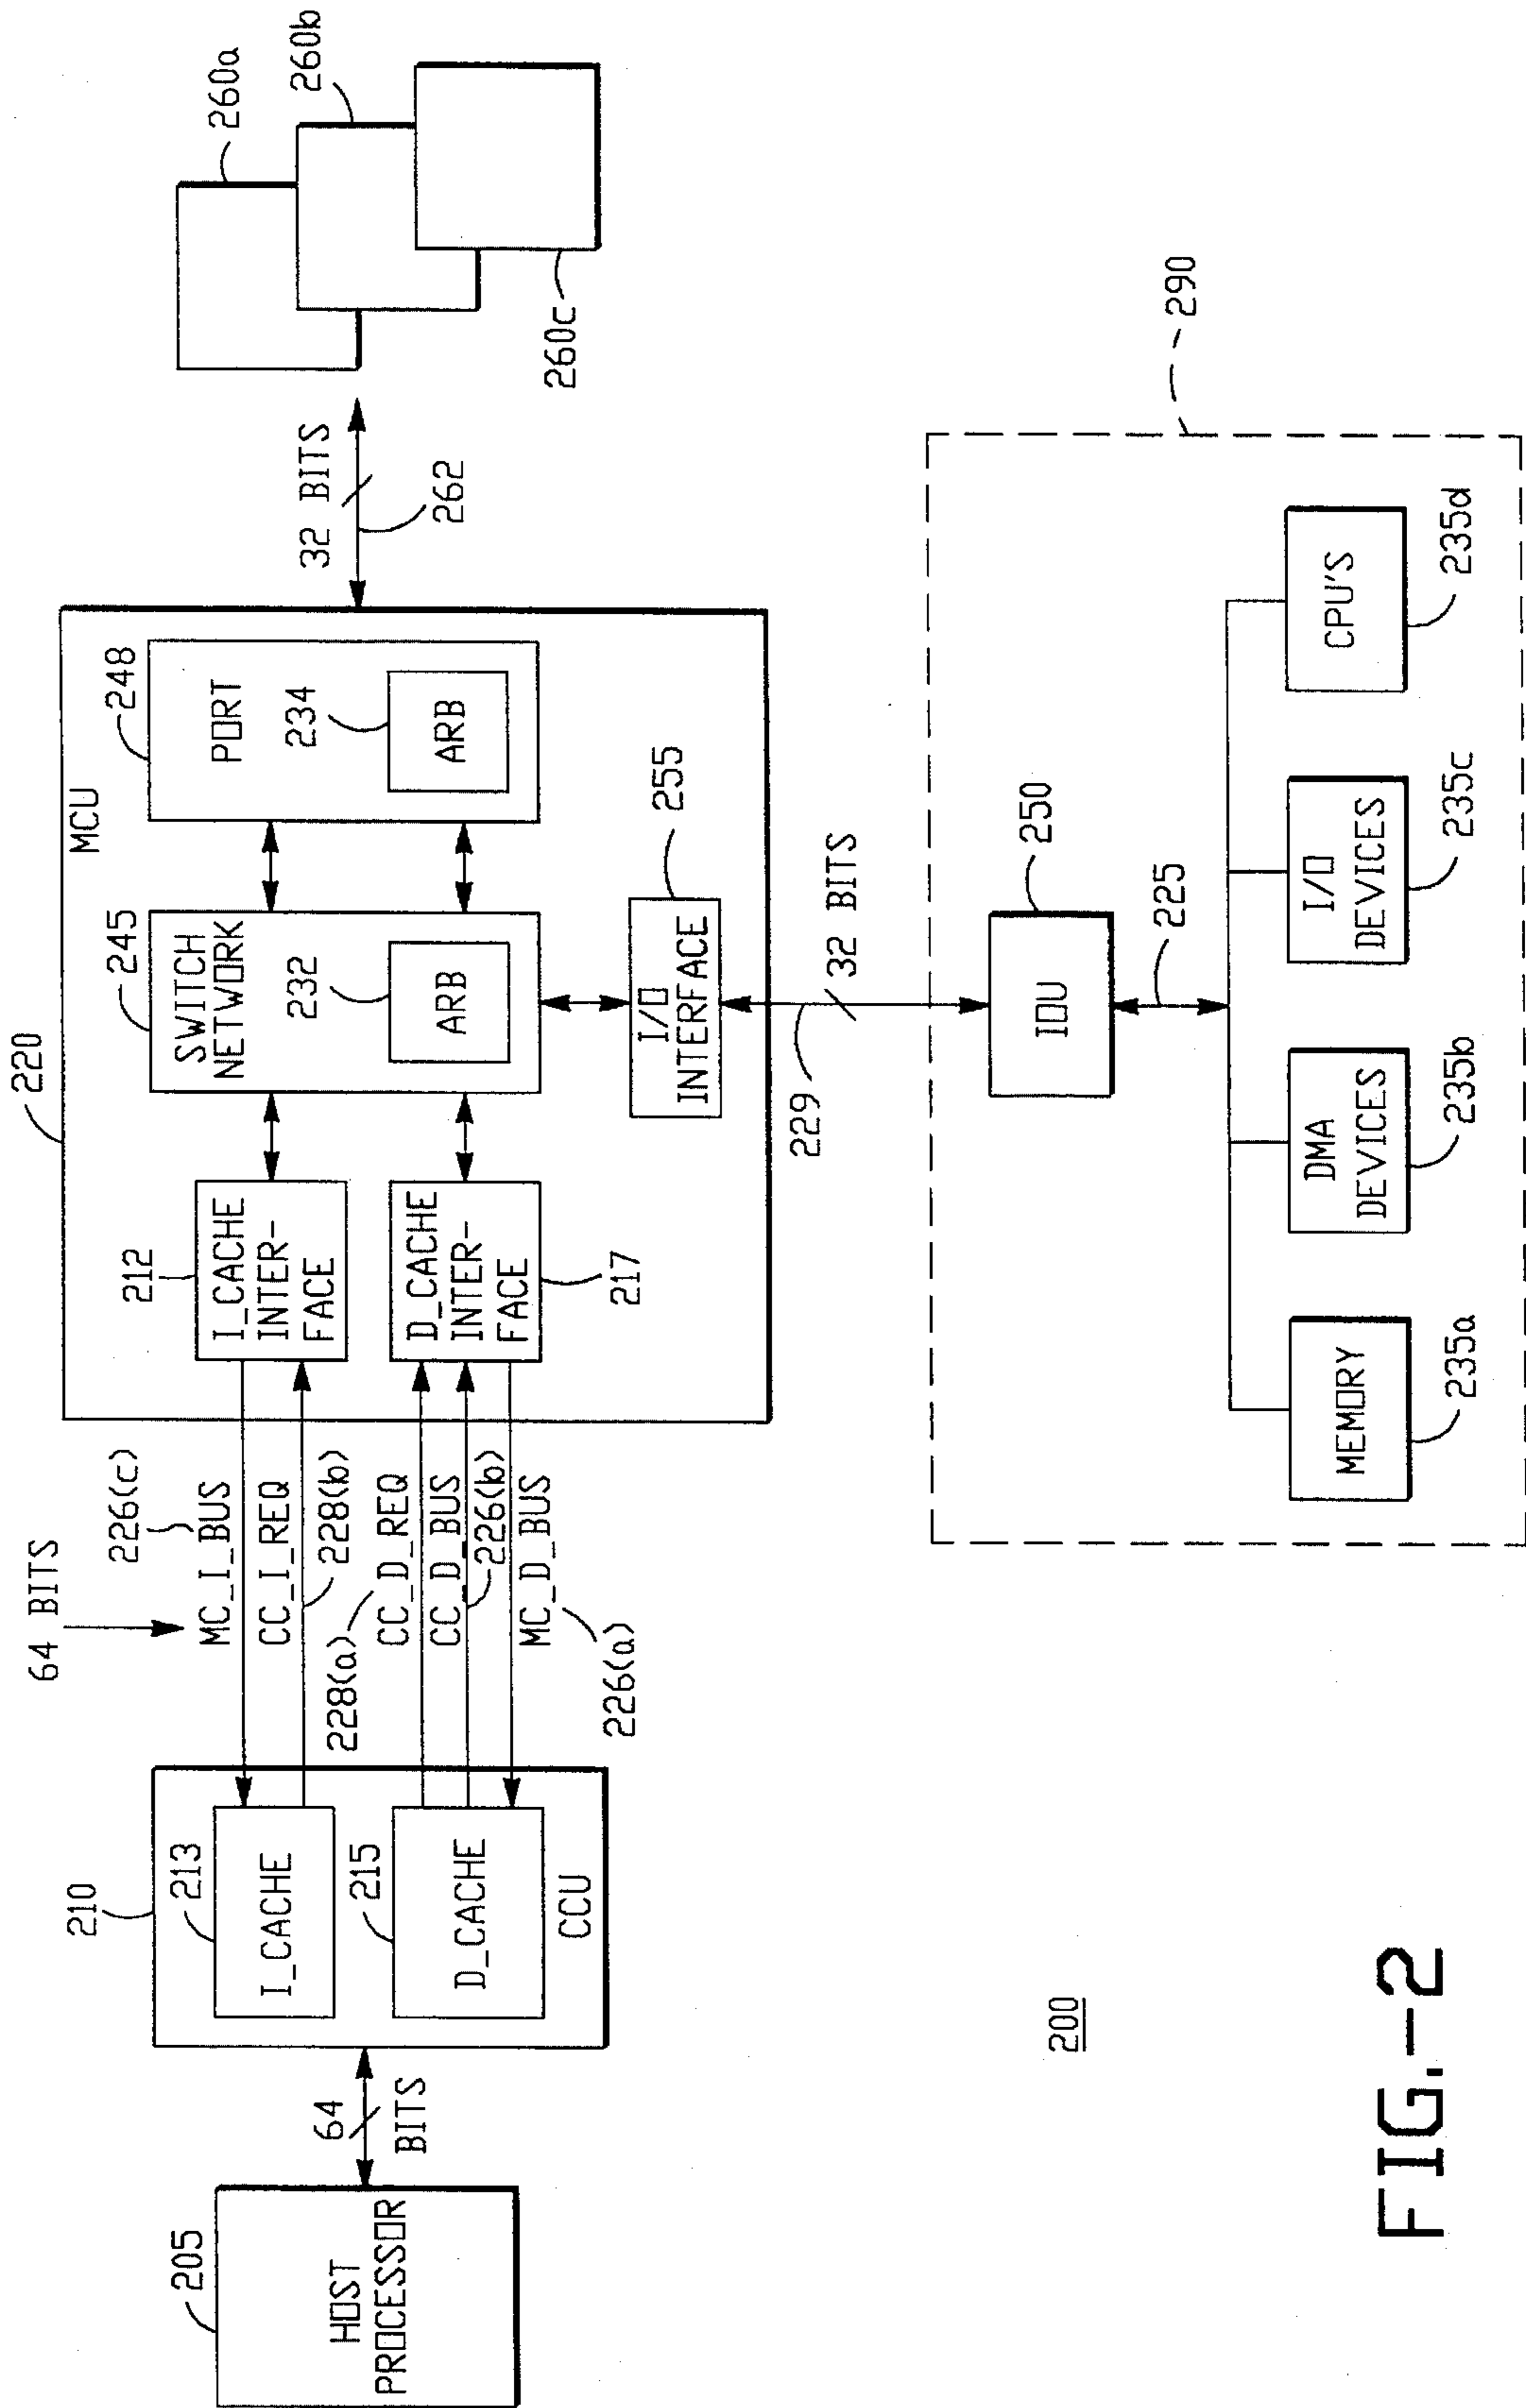 205
HOST
PROCESSOR
64
BITS
210
213
I_CACHE
215
D_CACHE
CCU
64 BITS
226(c)
MC_I_BUS
CC_I_REQ
228(b)
228(a)
CC_D_REQ
CC_D_BUS
226(b)
MC_D_BUS
226(a)
220
MCU
212
I_CACHE
INTER-
FACE
D_CACHE
INTER-
FACE
217
245
SWITCH
NETWORK
232
ARB
248
PORT
234
ARB
I/O
INTERFACE
255
32 BITS
262
260a
260b
260c
229
32 BITS
290
IOU
250
225
MEMORY
235a
DMA
DEVICES
235b
I/O
DEVICES
235c
CPU'S
235d
200
FIG.-2